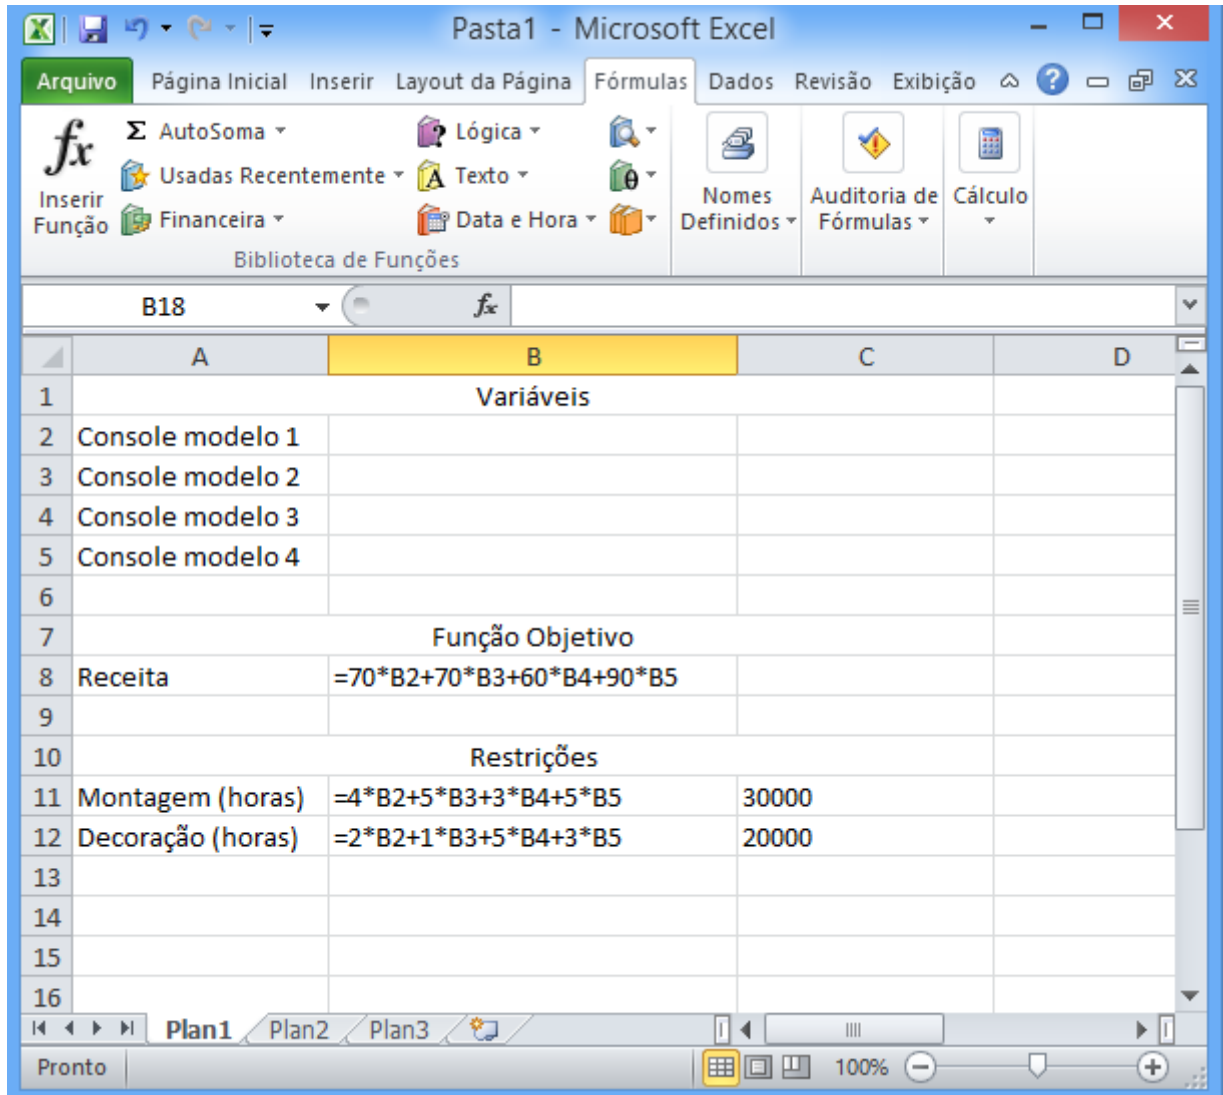 Pasta1 - Microsoft Excel
Arquivo Página Inicial Inserir Layout da Página Fórmulas Dados Revisão Exibição
fx Inserir Função
Σ AutoSoma
Usadas Recentemente
Financeira
Lógica
A Texto
Data e Hora
θ
Nomes Definidos
Auditoria de Fórmulas
Cálculo
Biblioteca de Funções
B18 fx
A B C D
1 Variáveis
2 Console modelo 1
3 Console modelo 2
4 Console modelo 3
5 Console modelo 4
6
7 Função Objetivo
8 Receita =70*B2+70*B3+60*B4+90*B5
9
10 Restrições
11 Montagem (horas) =4*B2+5*B3+3*B4+5*B5 30000
12 Decoração (horas) =2*B2+1*B3+5*B4+3*B5 20000
13
14
15
16
Plan1 Plan2 Plan3
Pronto 100%